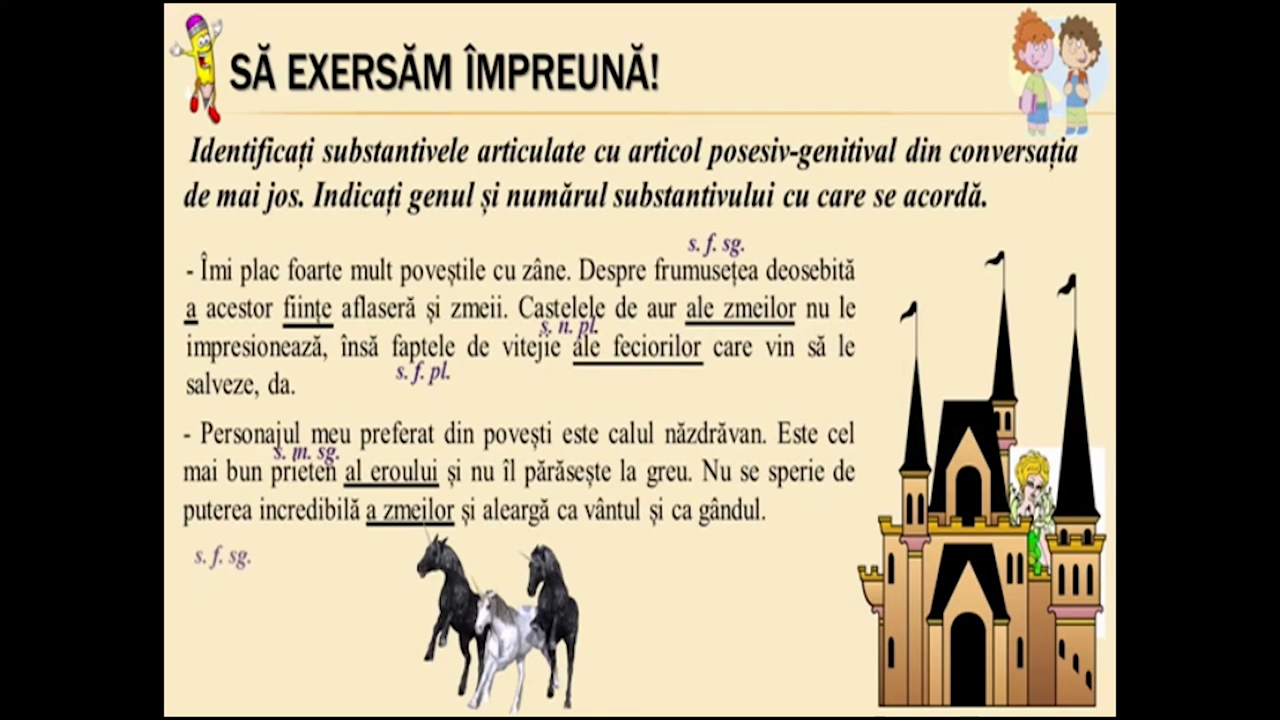 SĂ EXERSĂM ÎMPREUNĂ!
Identificați substantivele articulate cu articol posesiv-genitival din conversația
de mai jos. Indicați genul și numărul substantivului cu care se acordă.
s. f. sg.
- Îmi plac foarte mult poveștile cu zâne. Despre frumusețea deosebită
a acestor ființe aflaseră și zmeii. Castelele de aur ale zmeilor nu le
s. n. pl.
impresionează, însă faptele de vitejie ale feciorilor care vin să le
s. f. pl.
salveze, da.
- Personajul meu preferat din povești este calul năzdrăvan. Este cel
s. m. sg.
mai bun prieten al eroului și nu îl părăsește la greu. Nu se sperie de
puterea incredibilă a zmeilor și aleargă ca vântul și ca gândul.
s. f. sg.